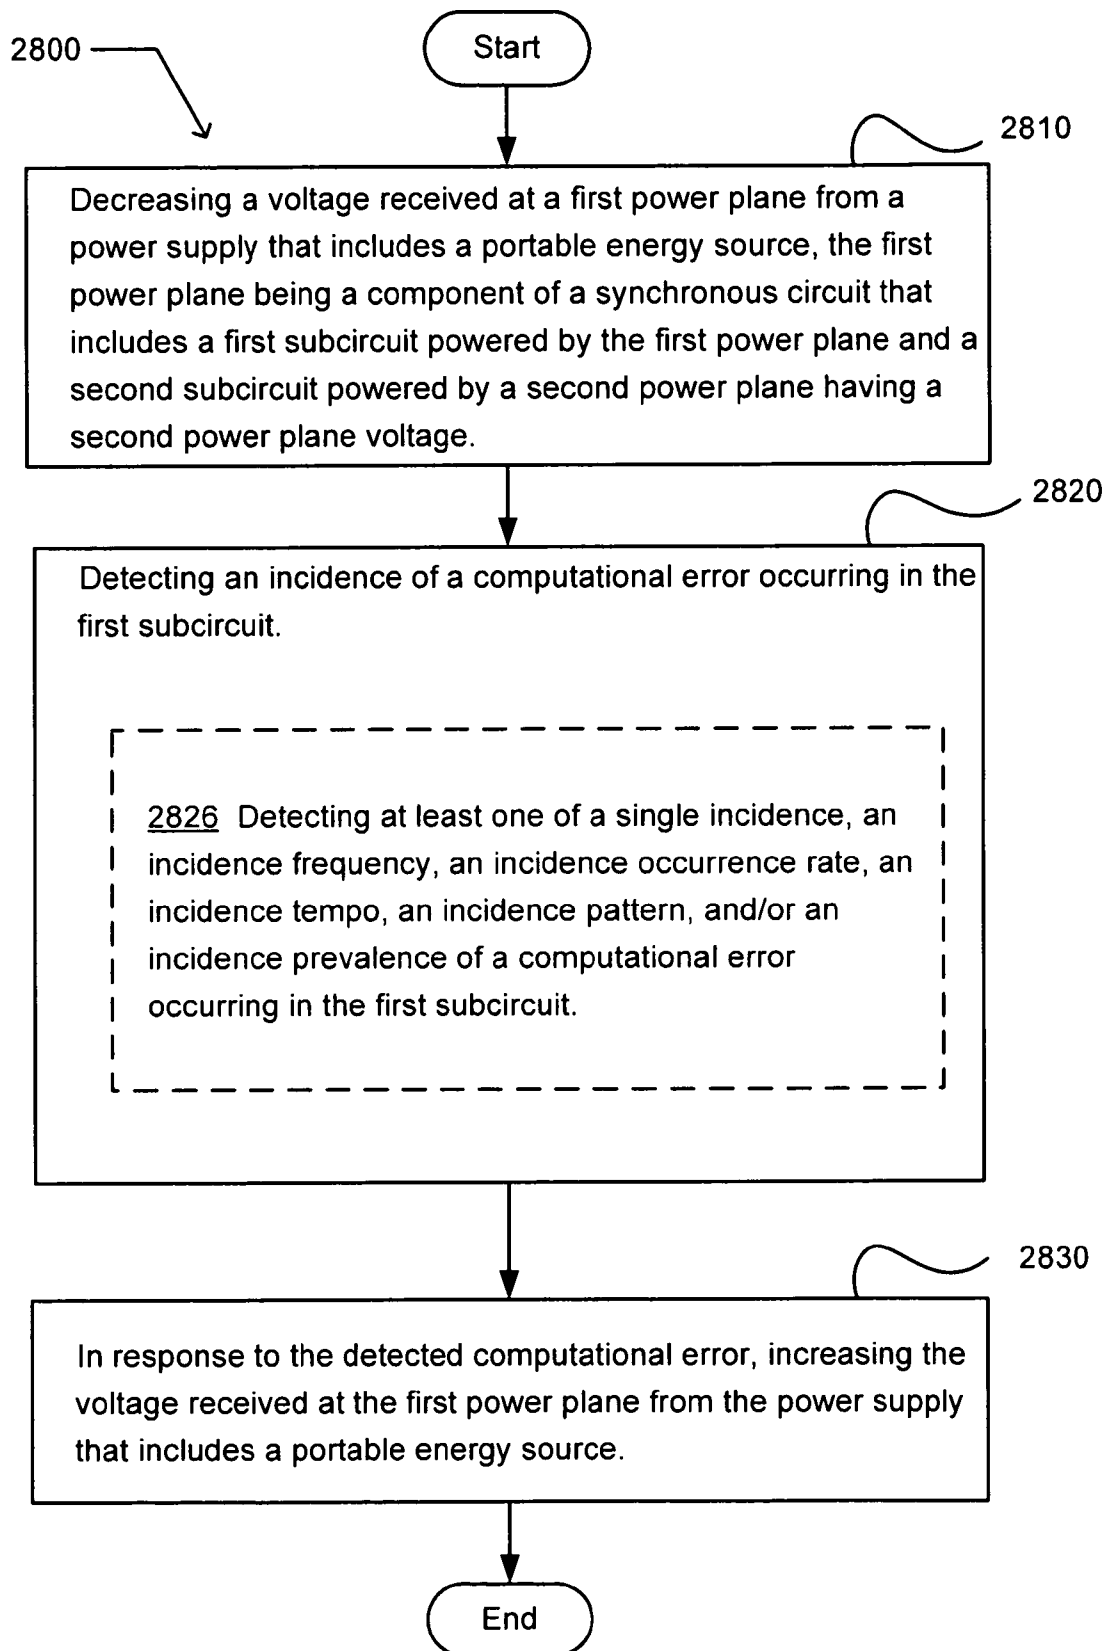 2800
Start
2810
Decreasing a voltage received at a first power plane from a
power supply that includes a portable energy source, the first
power plane being a component of a synchronous circuit that
includes a first subcircuit powered by the first power plane and a
second subcircuit powered by a second power plane having a
second power plane voltage.
2820
Detecting an incidence of a computational error occurring in the
first subcircuit.
2826 Detecting at least one of a single incidence, an
incidence frequency, an incidence occurrence rate, an
incidence tempo, an incidence pattern, and/or an
incidence prevalence of a computational error
occurring in the first subcircuit.
2830
In response to the detected computational error, increasing the
voltage received at the first power plane from the power supply
that includes a portable energy source.
End